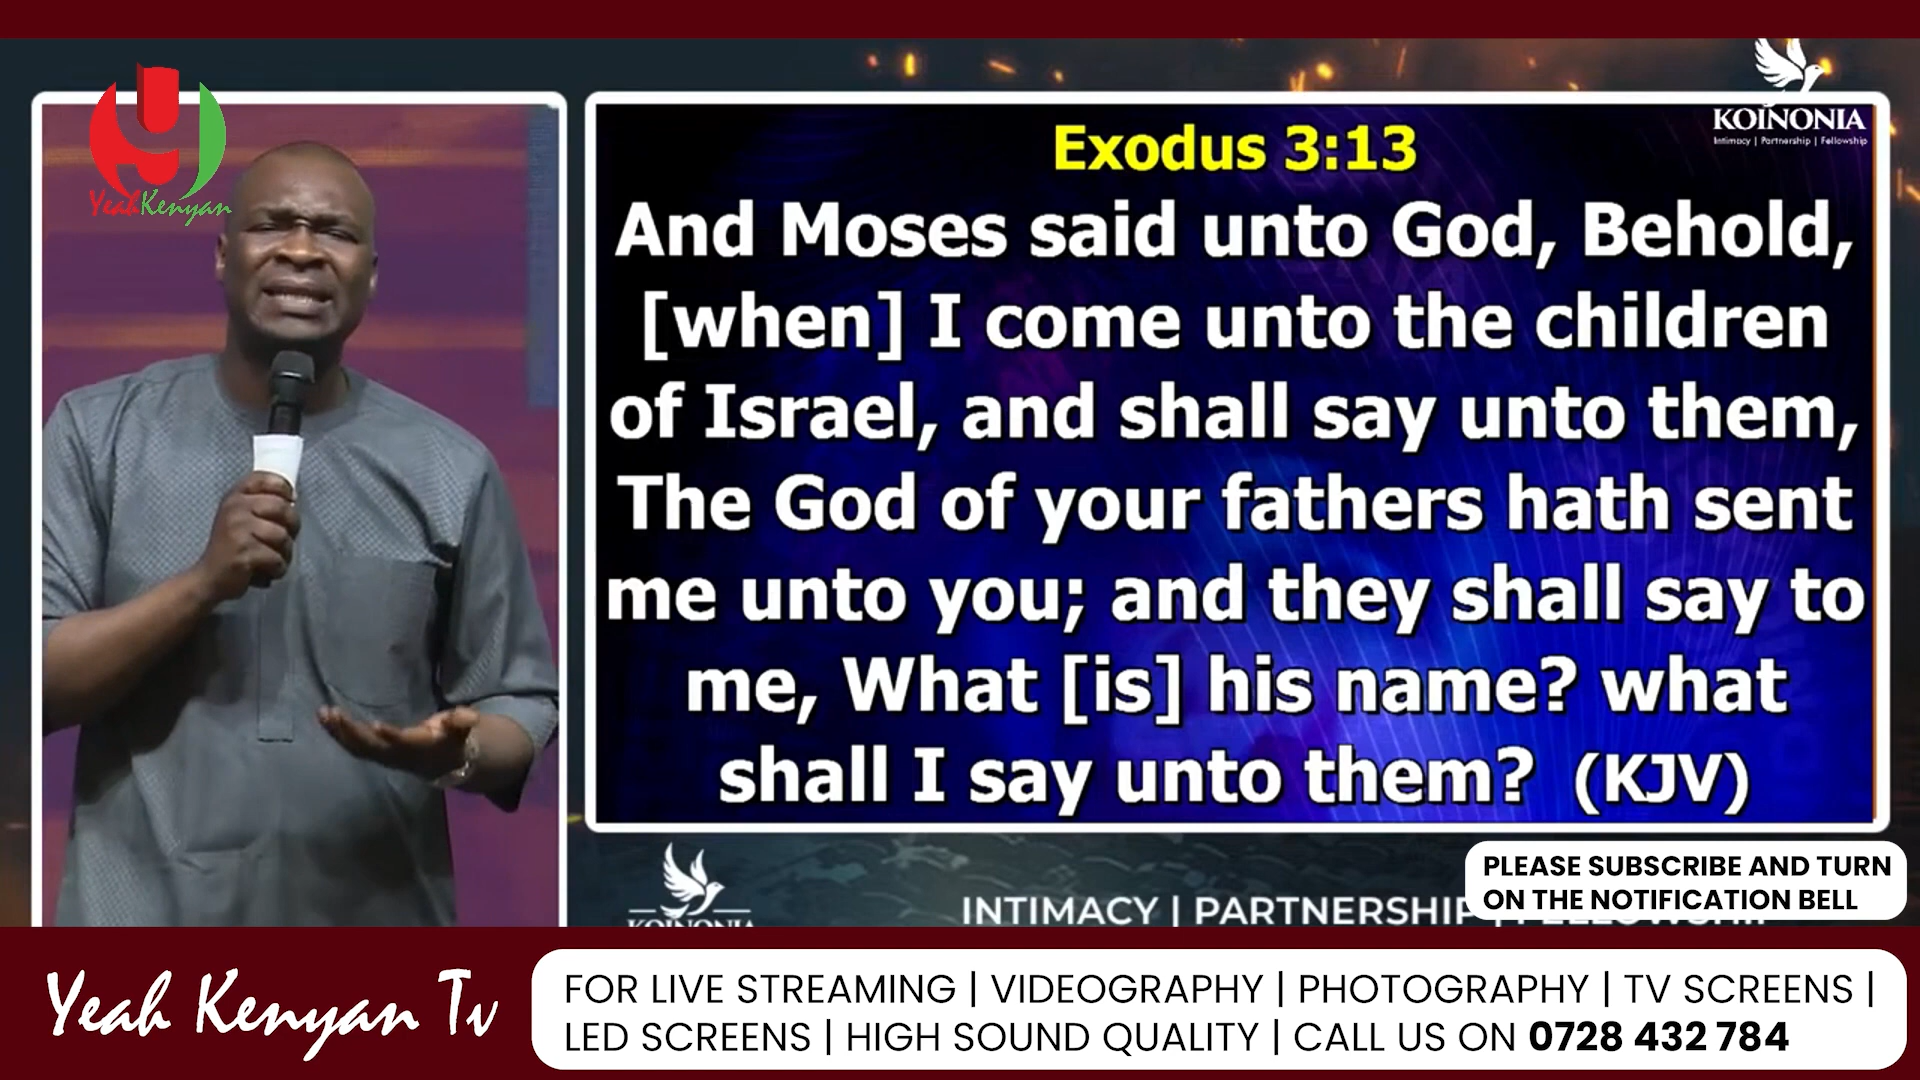 YeahKenyan
KOINONIA
Intimacy | Partnership | Fellowship
Exodus 3:13
And Moses said unto God, Behold,
[when] I come unto the children
of Israel, and shall say unto them,
The God of your fathers hath sent
me unto you; and they shall say to
me, What [is] his name? what
shall I say unto them? (KJV)
KOINONIA
INTIMACY | PARTNERSHIP | FELLOWSHIP
PLEASE SUBSCRIBE AND TURN
ON THE NOTIFICATION BELL
Yeah Kenyan Tv
FOR LIVE STREAMING | VIDEOGRAPHY | PHOTOGRAPHY | TV SCREENS |
LED SCREENS | HIGH SOUND QUALITY | CALL US ON 0728 432 784